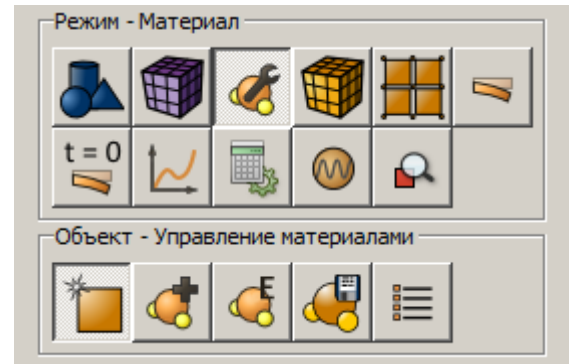 Режим - Материал
t = 0
Объект - Управление материалами
E